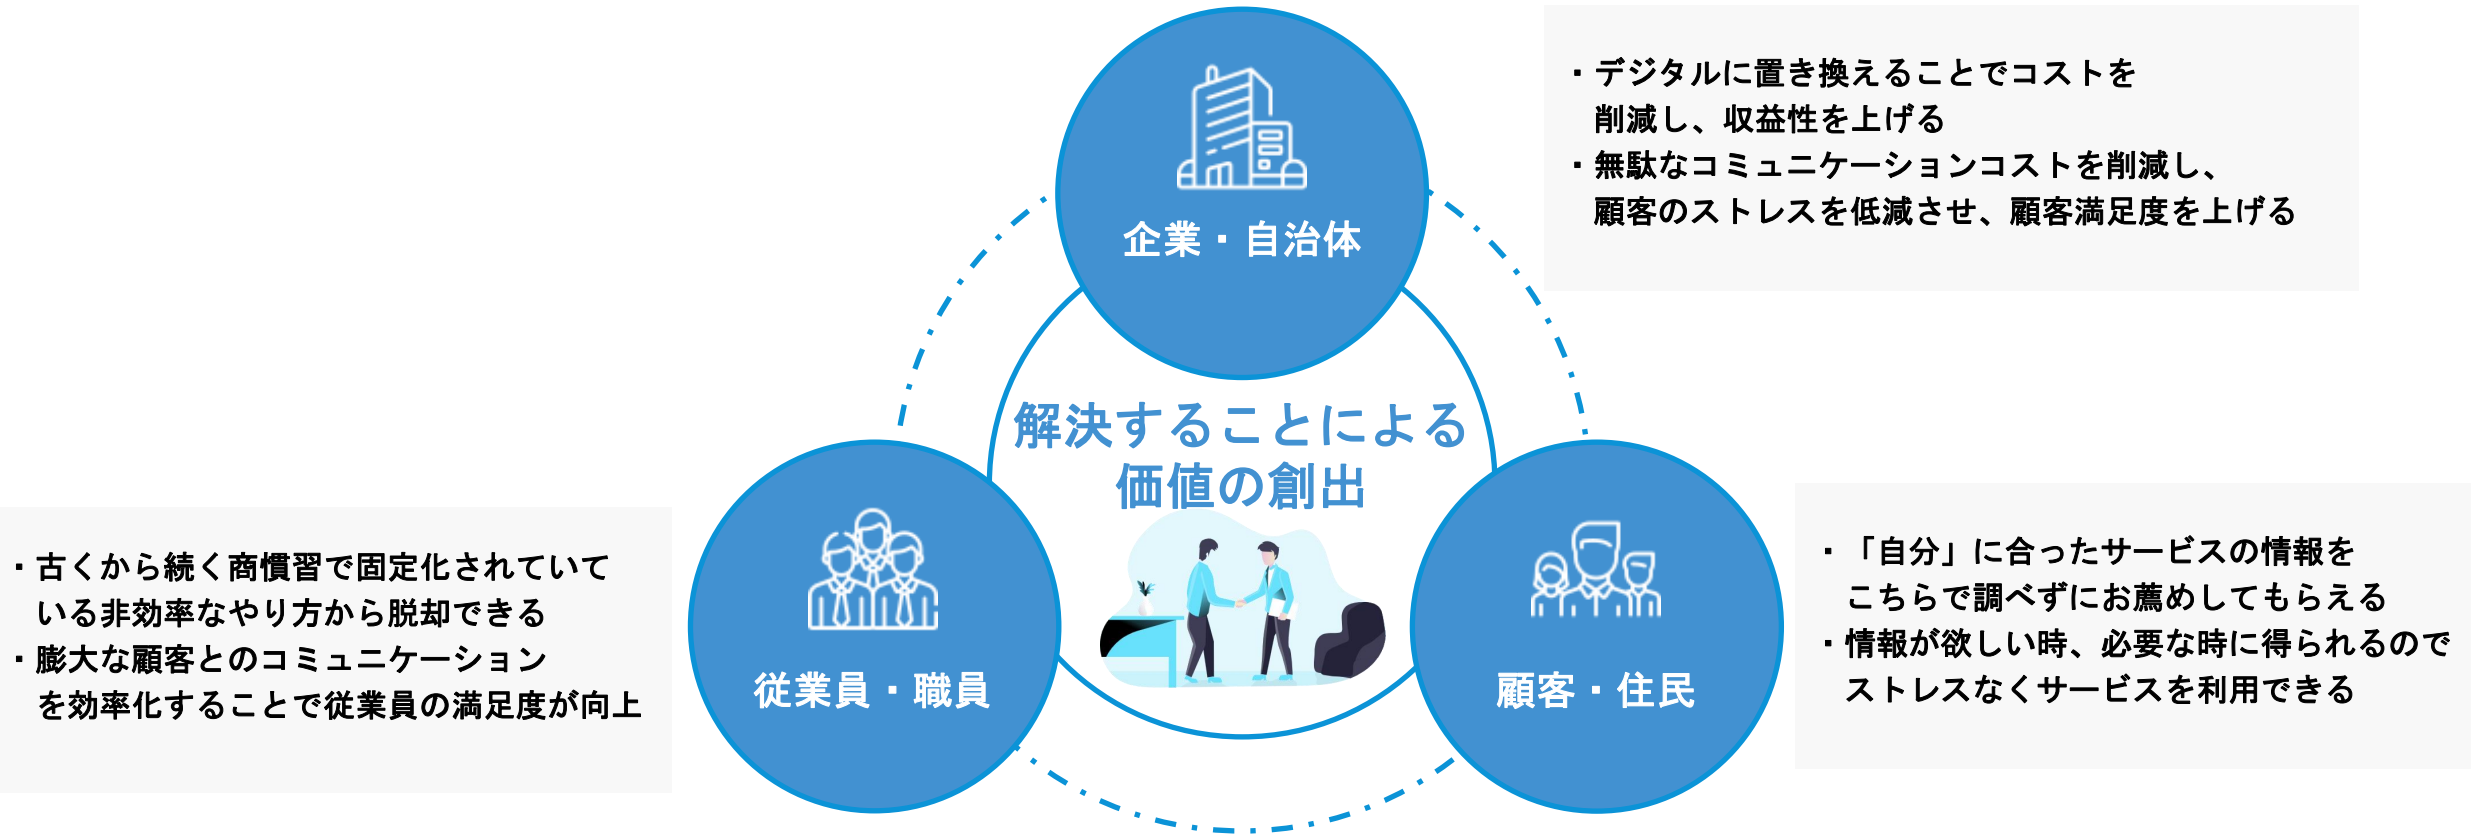 ・デジタルに置き換えることでコストを
削減し、収益性を上げる
・無駄なコミュニケーションコストを削減し、
顧客のストレスを低減させ、顧客満足度を上げる
企業・自治体
解決することによる
価値の創出
・古くから続く商慣習で固定化されていて
いる非効率なやり方から脱却できる
・膨大な顧客とのコミュニケーション
を効率化することで従業員の満足度が向上
従業員・職員
顧客・住民
・「自分」に合ったサービスの情報を
こちらで調べずにお薦めしてもらえる
・情報が欲しい時、必要な時に得られるので
ストレスなくサービスを利用できる